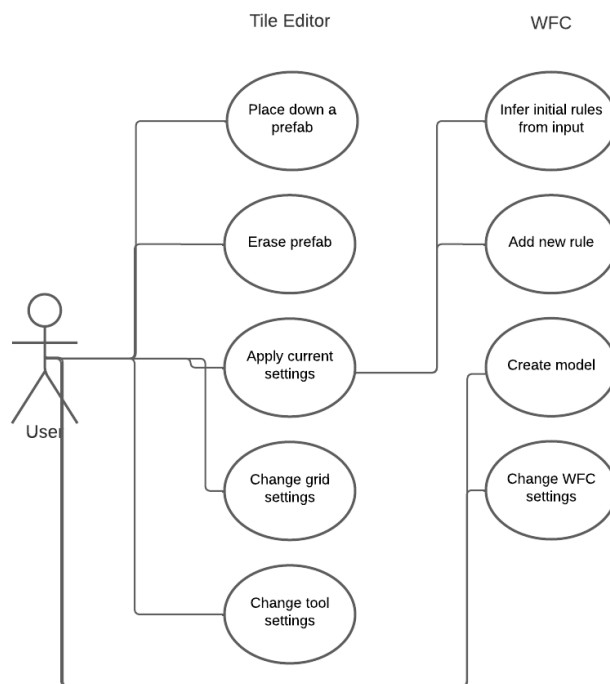 Tile Editor
WFC
Place down a
prefab
Infer initial rules
from input
Erase prefab
Add new rule
Apply current
settings
Create model
User
Change grid
settings
Change WFC
settings
Change tool
settings